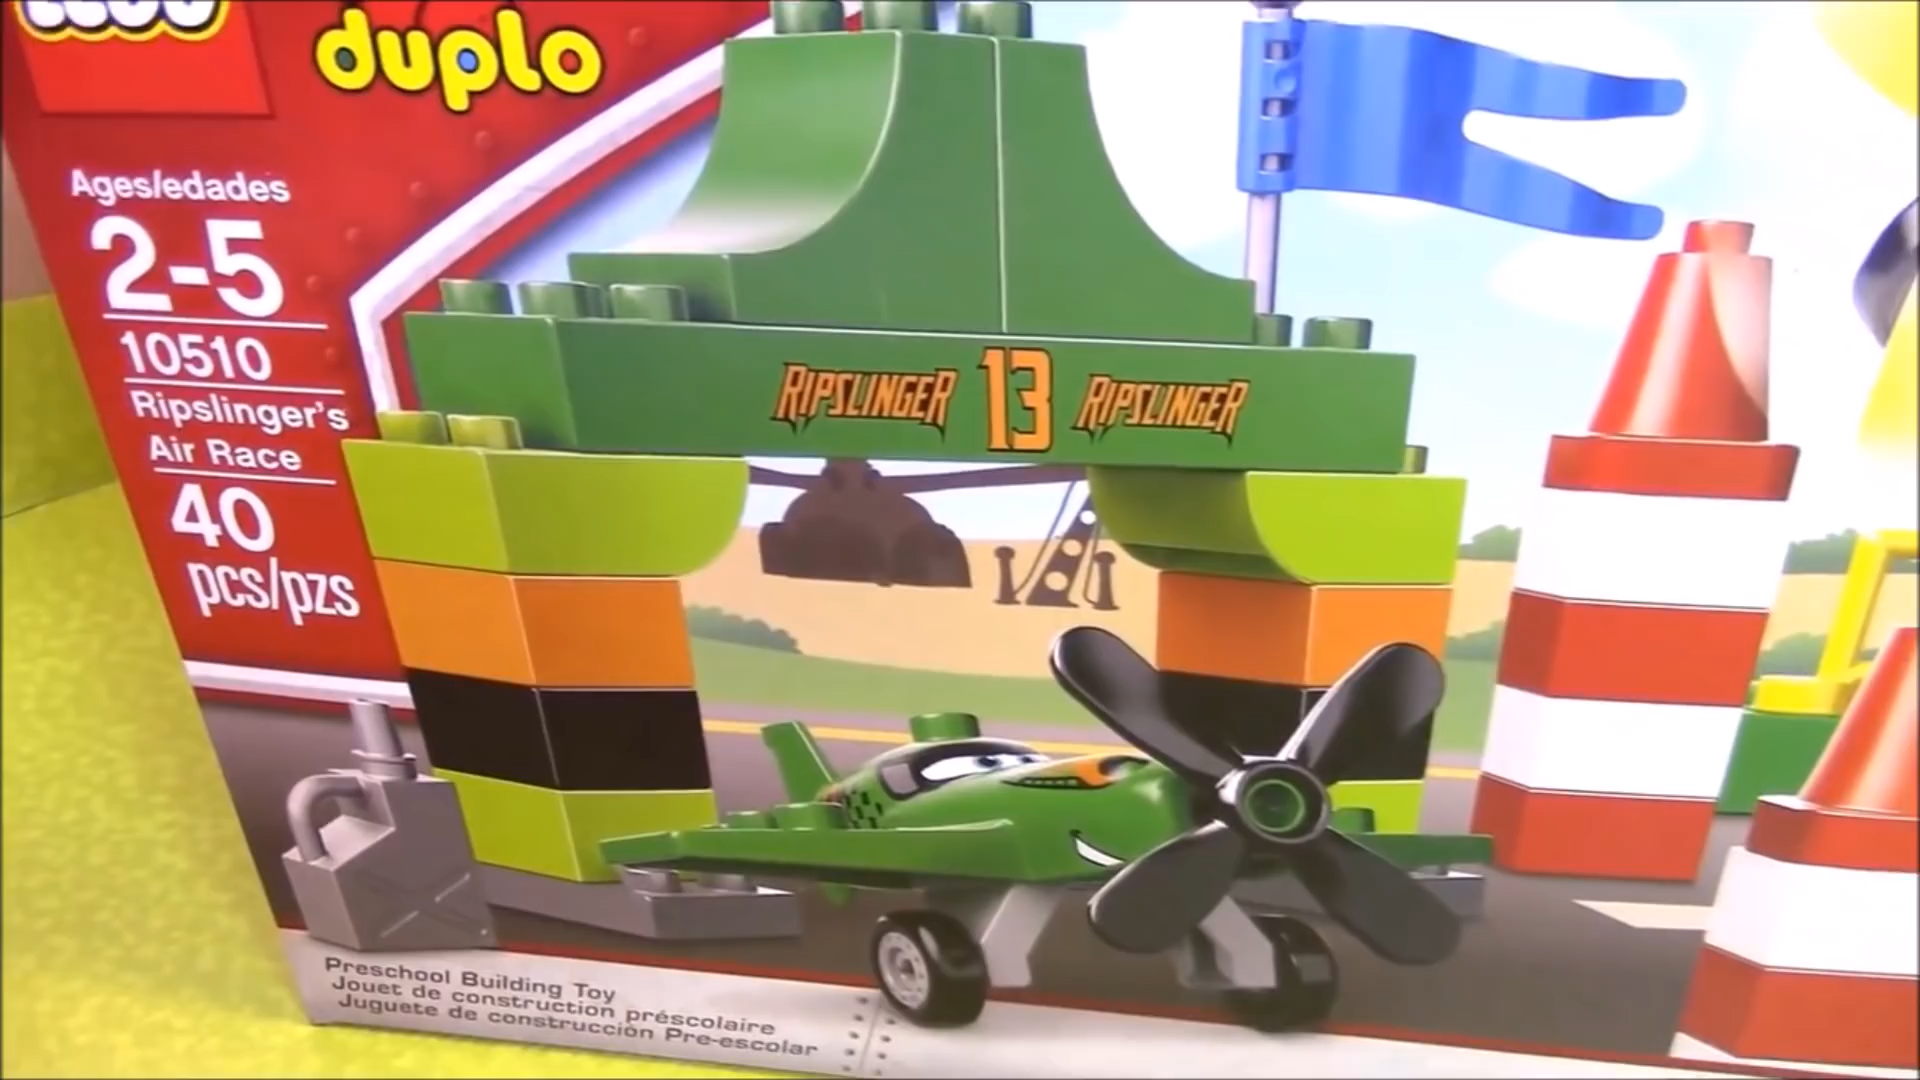 LEGO
duplo
Ages/edades
2-5
10510
Ripslinger's
Air Race
40
pcs/pzs
RIPSLINGER 13 RIPSLINGER
Preschool Building Toy
Jouet de construction préscolaire
Juguete de construcción Pre-escolar